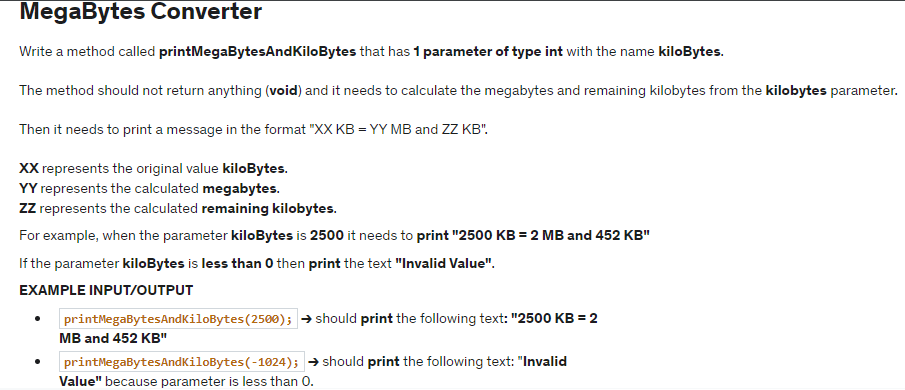 MegaBytes Converter
Write a method called printMegaBytesAndKiloBytes that has 1 parameter of type int with the name kiloBytes.
The method should not return anything (void) and it needs to calculate the megabytes and remaining kilobytes from the kilobytes parameter.
Then it needs to print a message in the format "XX KB = YY MB and ZZ KB".
XX represents the original value kiloBytes.
YY represents the calculated megabytes.
ZZ represents the calculated remaining kilobytes.
For example, when the parameter kiloBytes is 2500 it needs to print "2500 KB = 2 MB and 452 KB"
If the parameter kiloBytes is less than 0 then print the text "Invalid Value".
EXAMPLE INPUT/OUTPUT
• printMegaBytesAndKiloBytes(2500); → should print the following text: "2500 KB = 2
MB and 452 KB"
• printMegaBytesAndKiloBytes(-1024); → should print the following text: "Invalid
Value" because parameter is less than 0.